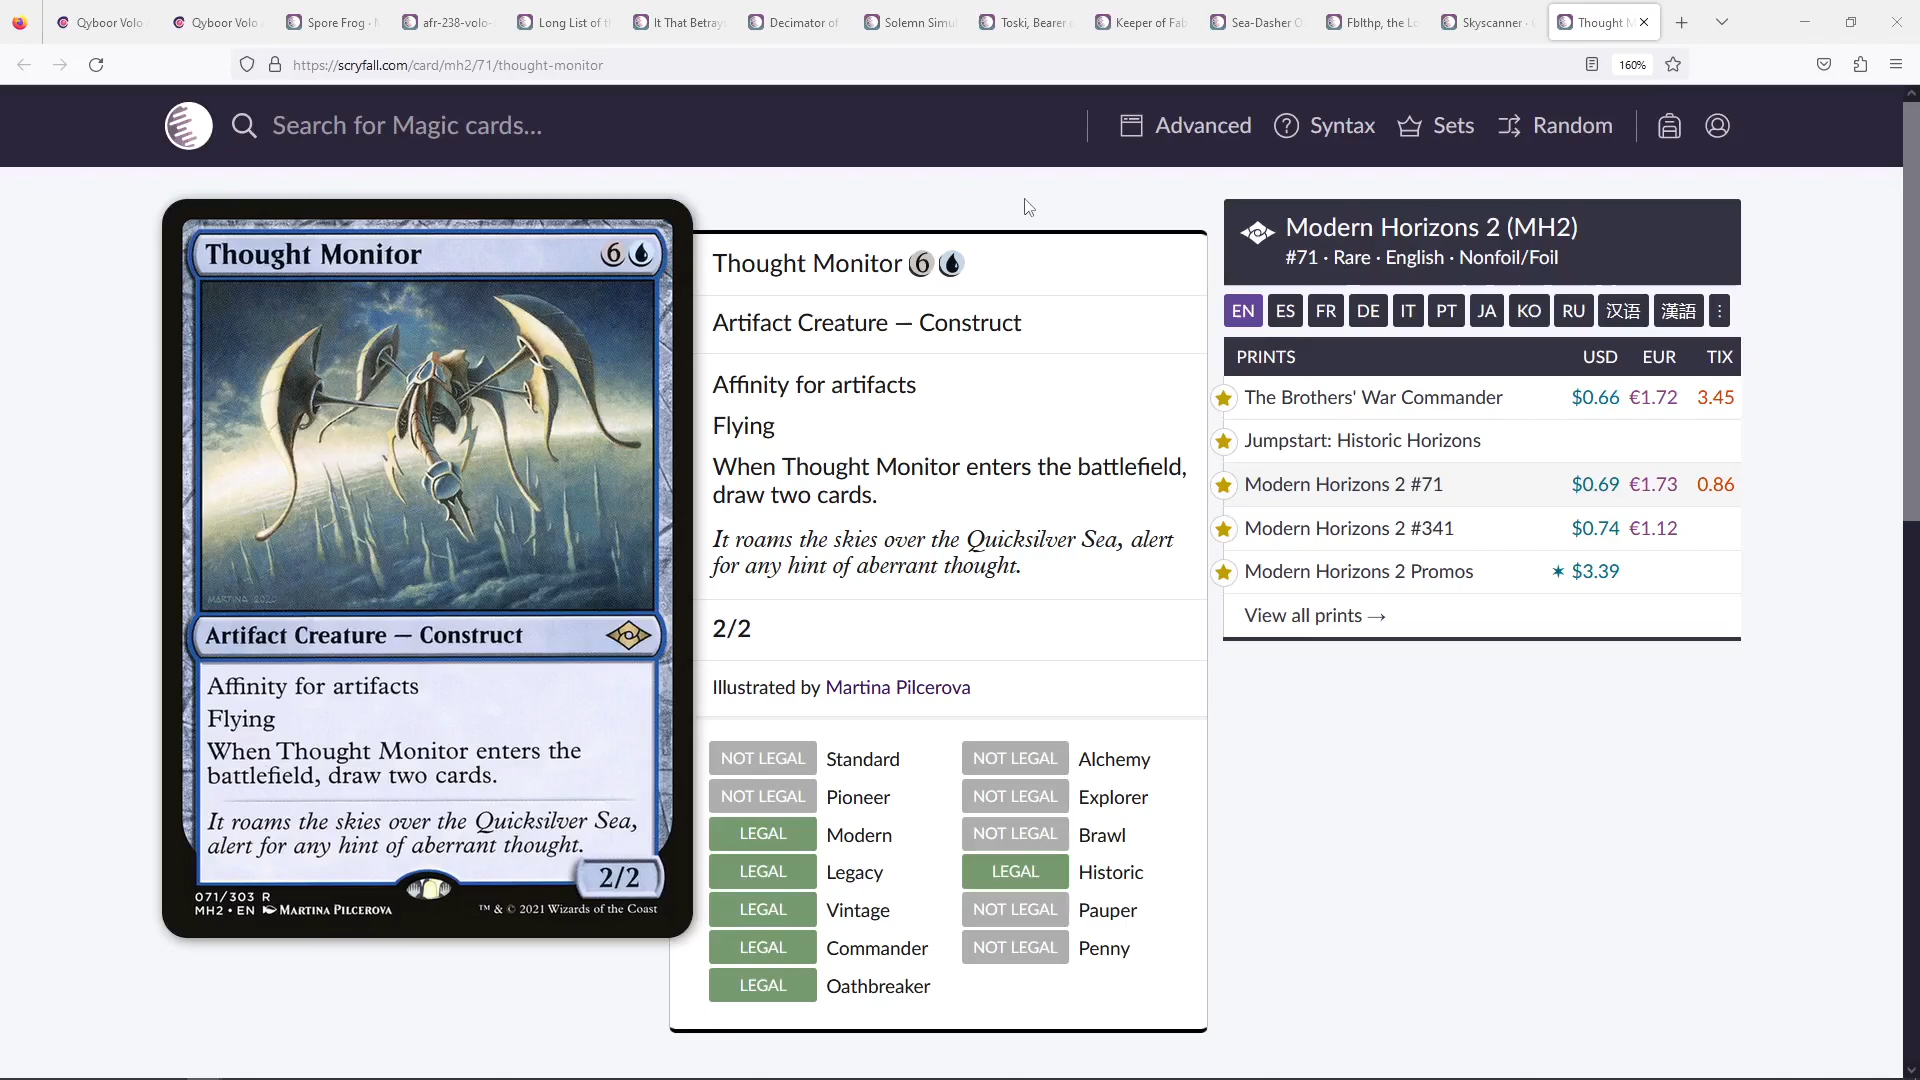 Qyboor Volo
Qyboor Volo
Spore Frog ·
afr-238-volo-
Long List of
It That Betray
Decimator of
Solemn Simu
Toski, Bearer
Keeper of Fab
Sea-Dasher O
Fblthp, the Lo
Skyscanner ·
Thought M
https://scryfall.com/card/mh2/71/thought-monitor
160%
Search for Magic cards...
Advanced
Syntax
Sets
Random
Thought Monitor 6
Artifact Creature — Construct
Affinity for artifacts
Flying
When Thought Monitor enters the
battlefield, draw two cards.
It roams the skies over the Quicksilver Sea,
alert for any hint of aberrant thought.
2/2
071/303 R
MH2 • EN MARTINA PILCEROVA
™ & © 2021 Wizards of the Coast
MARTINA 2020
Thought Monitor 6
Artifact Creature — Construct
Affinity for artifacts
Flying
When Thought Monitor enters the battlefield,
draw two cards.
It roams the skies over the Quicksilver Sea, alert
for any hint of aberrant thought.
2/2
Illustrated by Martina Pilcerova
NOT LEGAL Standard NOT LEGAL Alchemy
NOT LEGAL Pioneer NOT LEGAL Explorer
LEGAL Modern NOT LEGAL Brawl
LEGAL Legacy LEGAL Historic
LEGAL Vintage NOT LEGAL Pauper
LEGAL Commander NOT LEGAL Penny
LEGAL Oathbreaker
Modern Horizons 2 (MH2)
#71 · Rare · English · Nonfoil/Foil
EN ES FR DE IT PT JA KO RU 汉语 漢語
PRINTS USD EUR TIX
The Brothers' War Commander $0.66 €1.72 3.45
Jumpstart: Historic Horizons
Modern Horizons 2 #71 $0.69 €1.73 0.86
Modern Horizons 2 #341 $0.74 €1.12
Modern Horizons 2 Promos ✶ $3.39
View all prints →